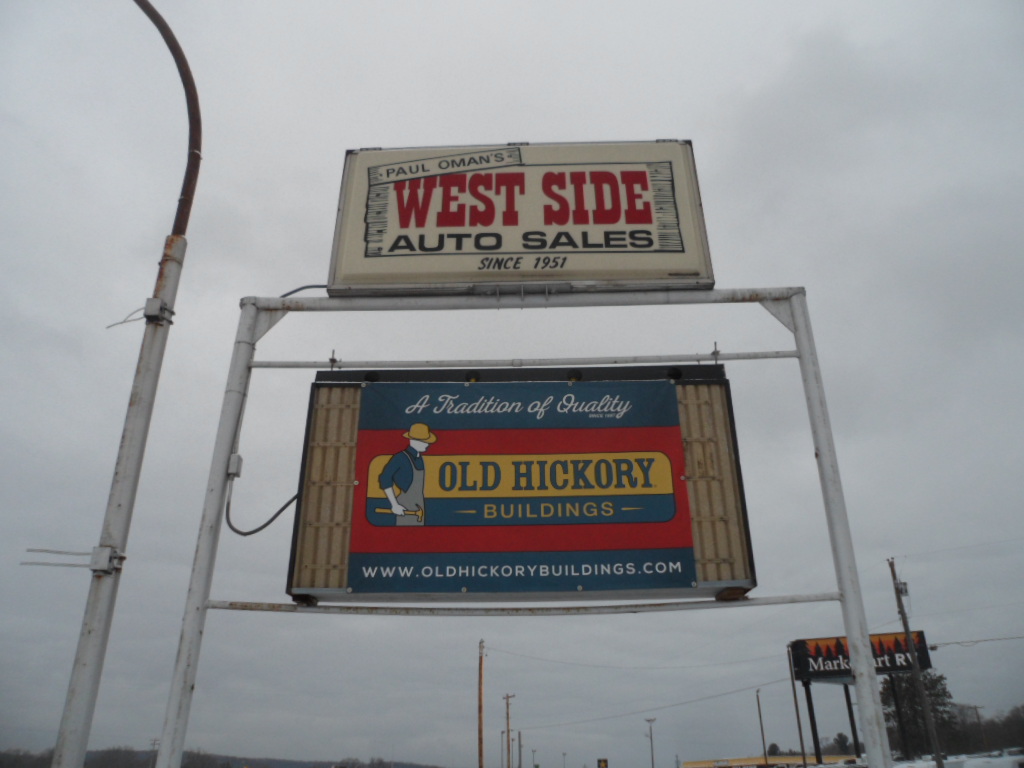 PAUL OMAN'S
WEST SIDE
AUTO SALES
SINCE 1951
A Tradition of Quality
OLD HICKORY
BUILDINGS
WWW.OLDHICKORYBUILDINGS.COM